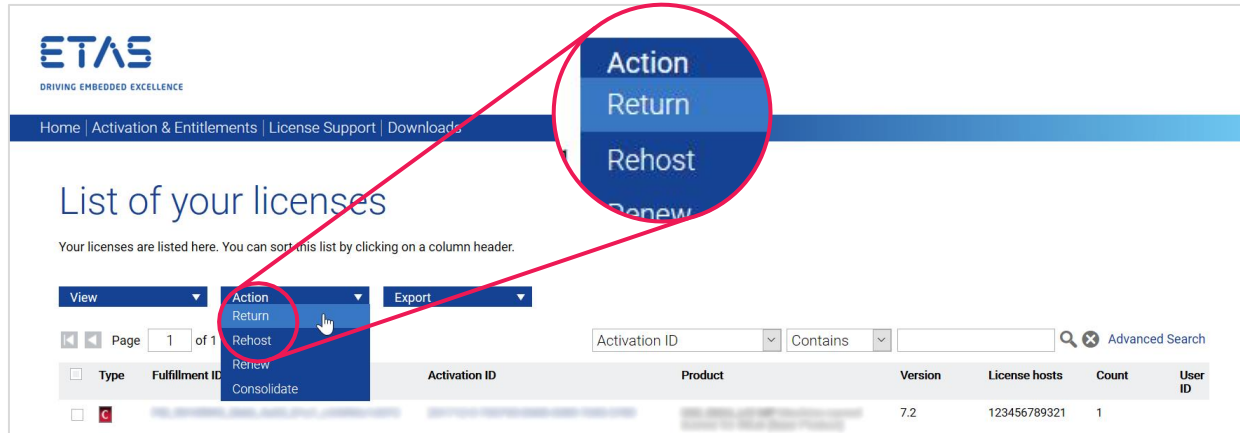 ETAS
DRIVING EMBEDDED EXCELLENCE
Action
Return
Rehost
Renew
Home | Activation & Entitlements | License Support | Downloads
List of your licenses
Your licenses are listed here. You can sort this list by clicking on a column header.
View Action Export
Return
Rehost
Renew
Consolidate
Page 1 of 1 Activation ID Contains Advanced Search
Type Fulfillment ID Activation ID Product Version License hosts Count User ID
C 7.2 123456789321 1